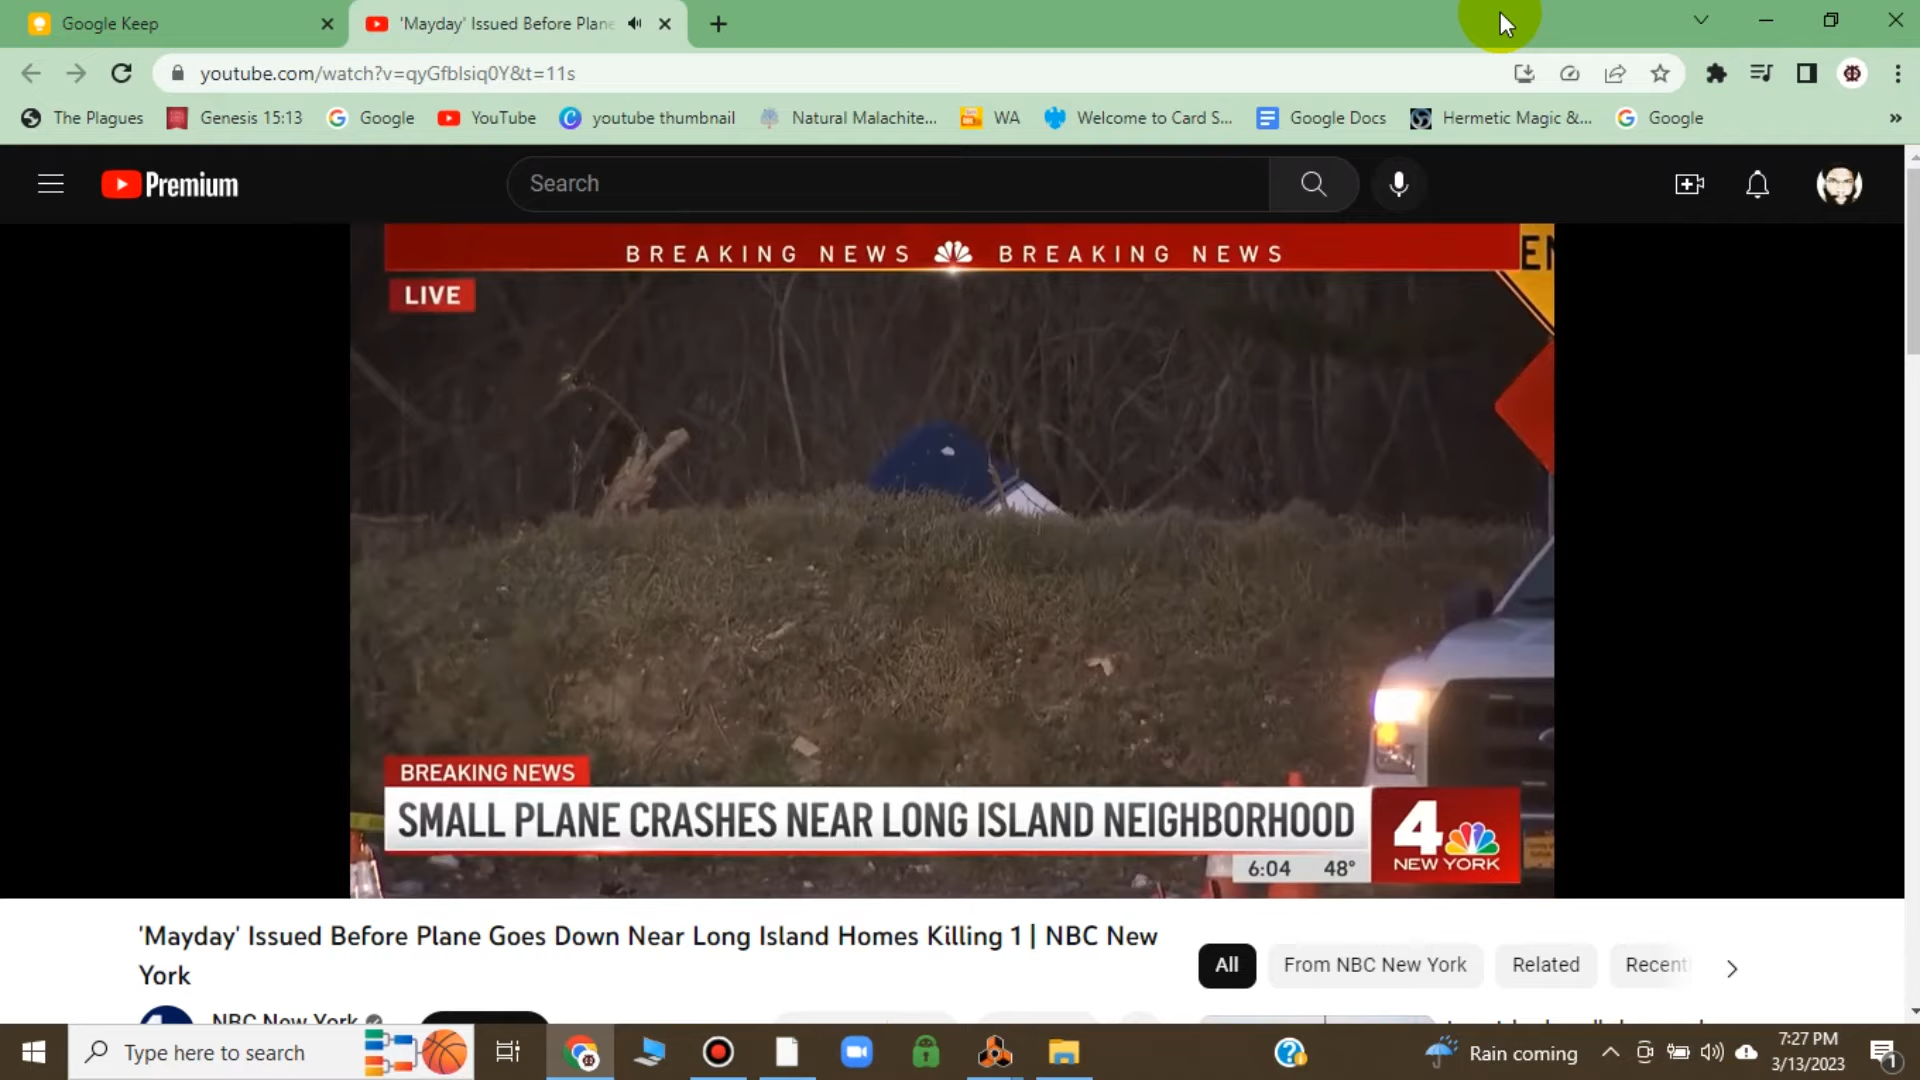 Google Keep
'Mayday' Issued Before Plane
youtube.com/watch?v=qyGfblsiq0Y&t=11s
The Plagues
Genesis 15:13
Google
YouTube
youtube thumbnail
Natural Malachite...
WA
Welcome to Card S...
Google Docs
Hermetic Magic &...
Google
Premium
Search
BREAKING NEWS BREAKING NEWS
LIVE
BREAKING NEWS
SMALL PLANE CRASHES NEAR LONG ISLAND NEIGHBORHOOD
4
NEW YORK
6:04 48°
'Mayday' Issued Before Plane Goes Down Near Long Island Homes Killing 1 | NBC New
York
All
From NBC New York
Related
Recent
NBC New York
Type here to search
Rain coming
7:27 PM
3/13/2023
1